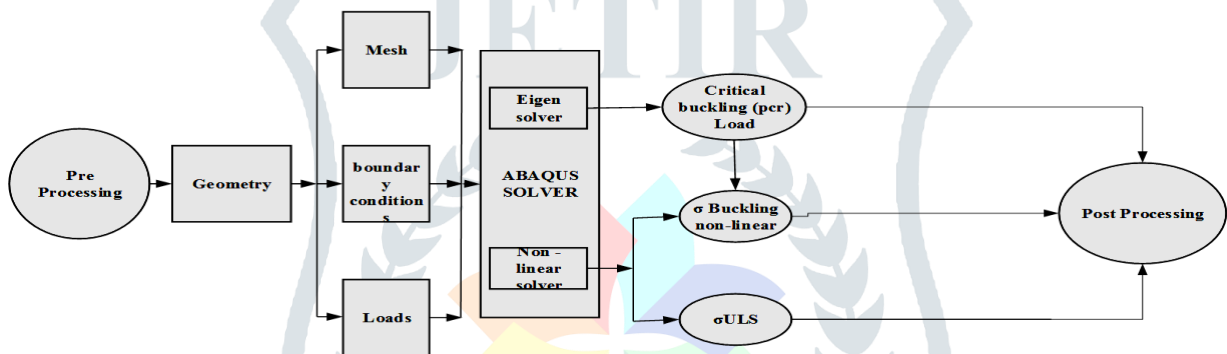 JETIR
Mesh
Pre
Processing
Geometry
boundar
y
condition
s
Loads
Eigen
solver
ABAQUS
SOLVER
Non -
linear
solver
Critical
buckling (pcr)
Load
σ Buckling
non-linear
σULS
Post Processing